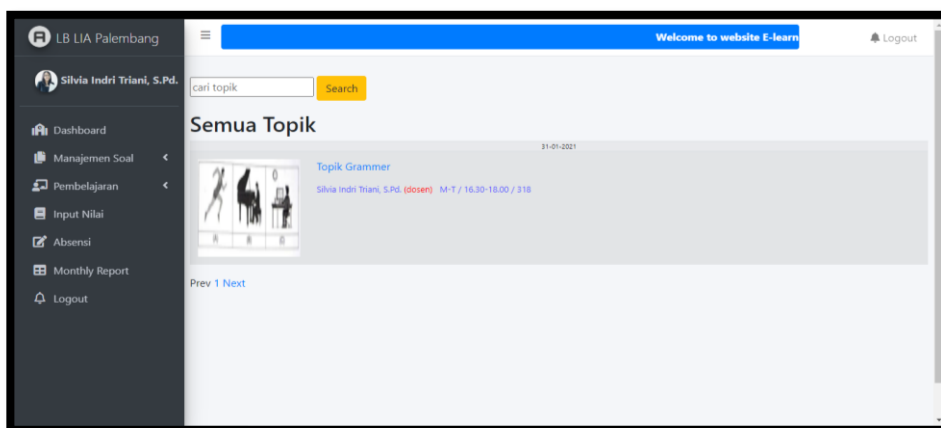 LB LIA Palembang
Welcome to website E-learn
Logout
Silvia Indri Triani, S.Pd.
cari topik
Search
Semua Topik
31-01-2021
Topik Grammer
Silvia Indri Triani, S.Pd. (dosen) M-T / 16.30-18.00 / 318
Dashboard
Manajemen Soal
Pembelajaran
Input Nilai
Absensi
Monthly Report
Logout
Prev 1 Next